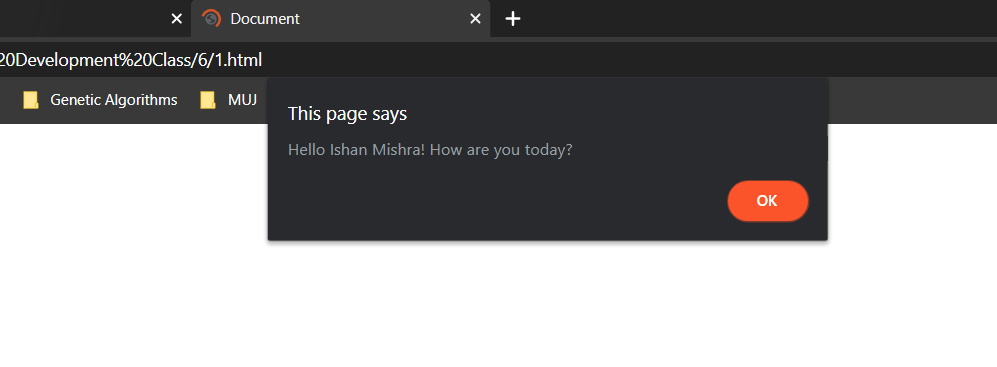 Document
20Development%20Class/6/1.html
Genetic Algorithms MUJ
This page says
Hello Ishan Mishra! How are you today?
OK